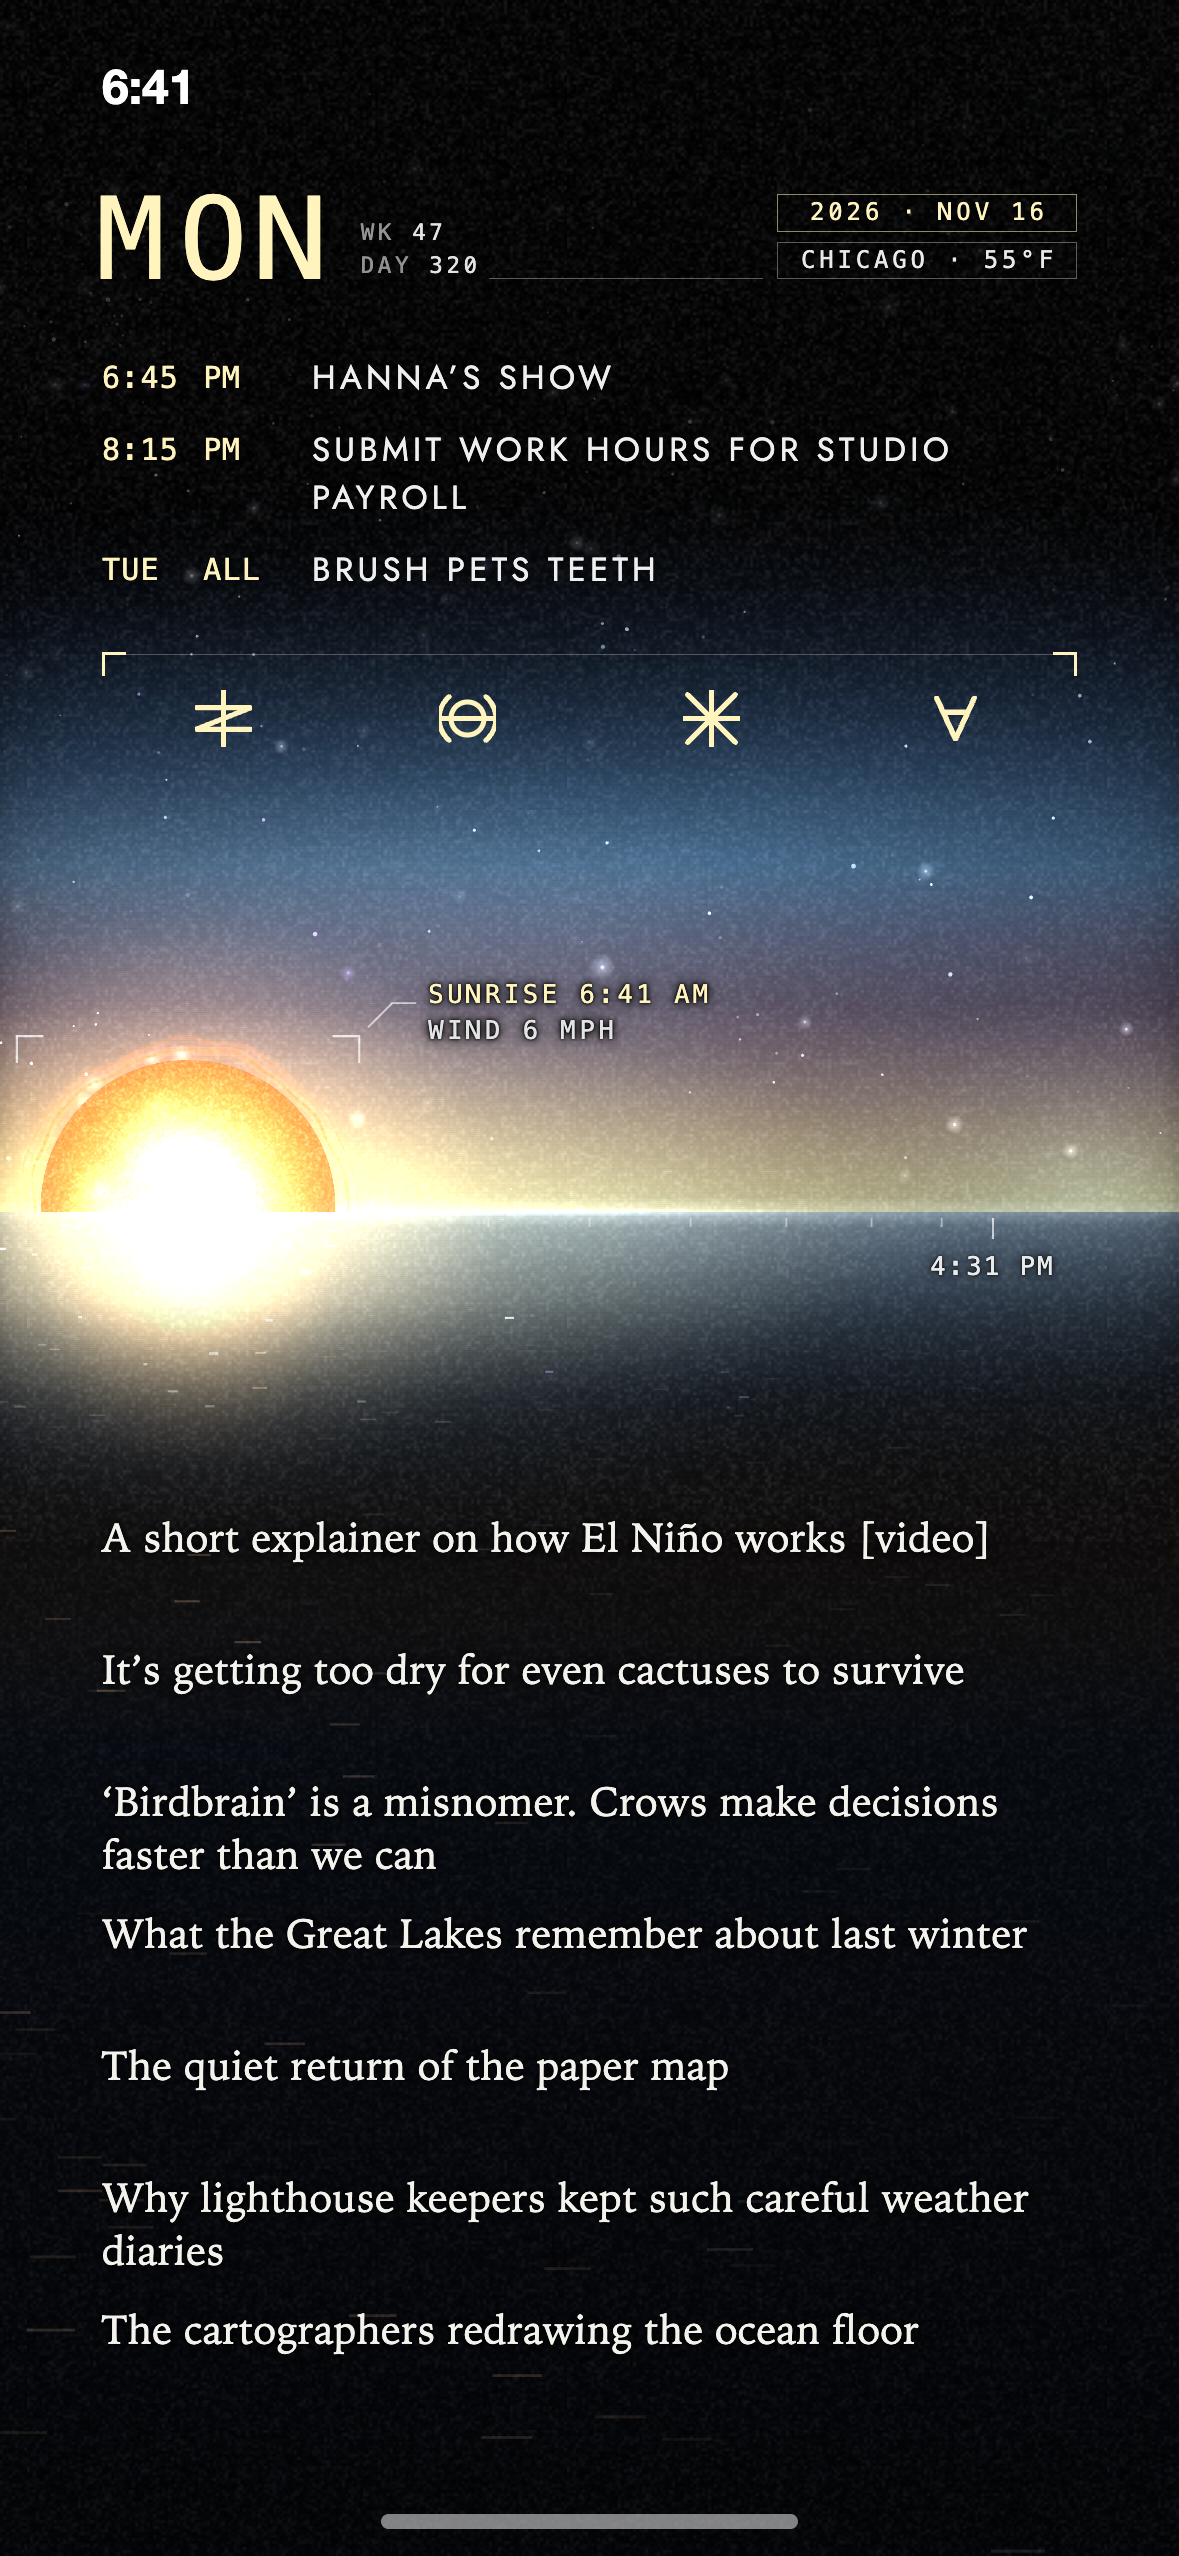 6:41
MON
WK 47
DAY 320
2026 · NOV 16
CHICAGO · 55°F
6:45 PM HANNA’S SHOW
8:15 PM SUBMIT WORK HOURS FOR STUDIO
PAYROLL
TUE ALL BRUSH PETS TEETH
SUNRISE 6:41 AM
WIND 6 MPH
4:31 PM
A short explainer on how El Niño works [video]
It’s getting too dry for even cactuses to survive
‘Birdbrain’ is a misnomer. Crows make decisions
faster than we can
What the Great Lakes remember about last winter
The quiet return of the paper map
Why lighthouse keepers kept such careful weather
diaries
The cartographers redrawing the ocean floor